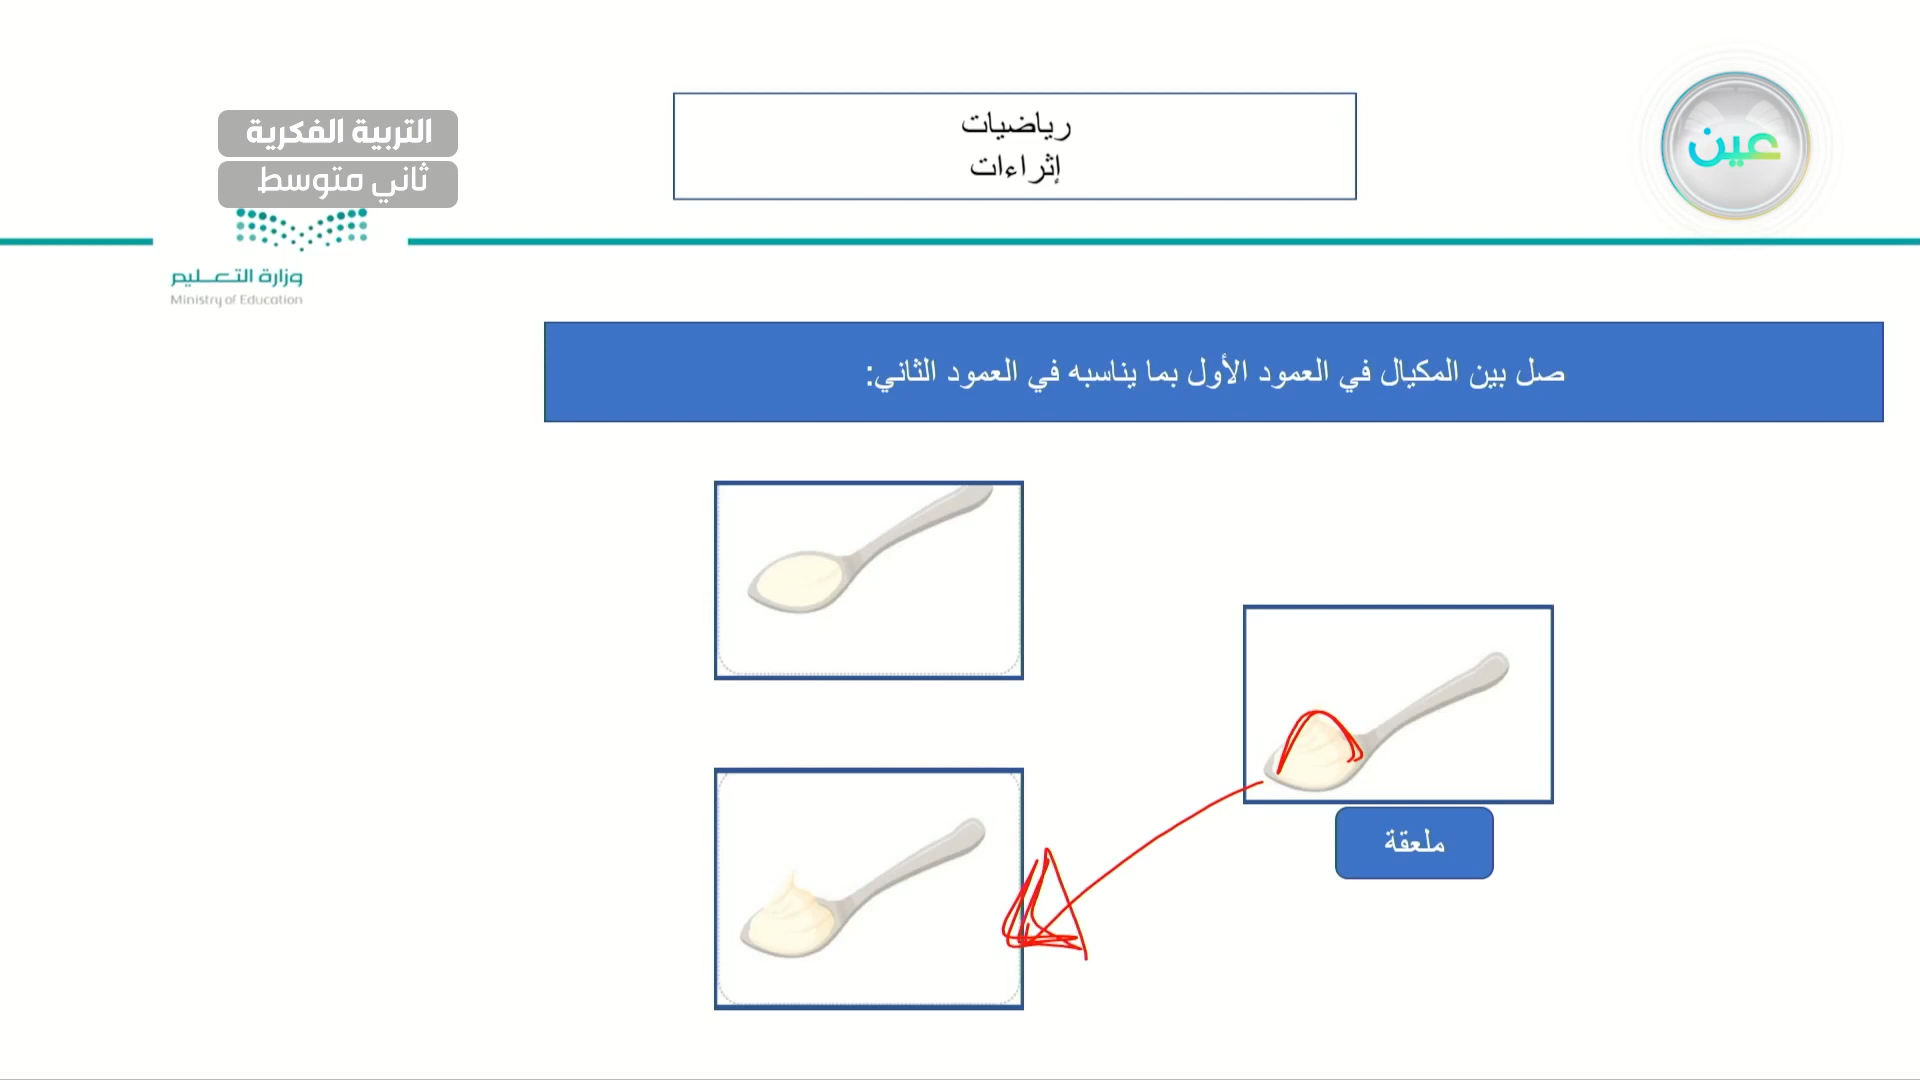 عين
رياضيات
إثراءات
التربية الفكرية
ثاني متوسط
وزارة التعليم
Ministry of Education
صل بين المكيال في العمود الأول بما يناسبه في العمود الثاني:
ملعقة